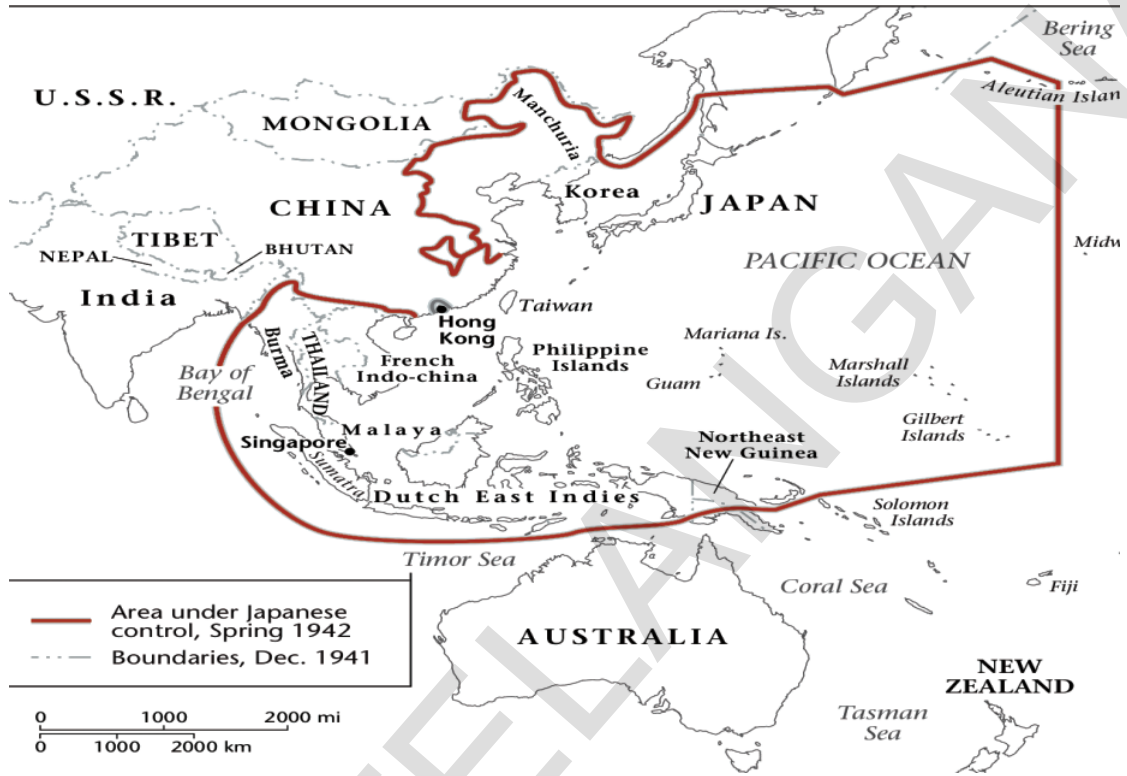 Bering
Sea
U.S.S.R.
Aleutian Islan
MONGOLIA
Manchuria
Korea
JAPAN
CHINA
TIBET
BHUTAN
NEPAL
PACIFIC OCEAN
Midw
India
Taiwan
Hong
Kong
Mariana Is.
Burma
THAILAND
French
Indo-china
Philippine
Islands
Marshall
Islands
Bay of
Bengal
Guam
Gilbert
Islands
Malaya
Singapore
Northeast
New Guinea
Sumatra
Dutch East Indies
Solomon
Islands
Timor Sea
Coral Sea
Fiji
Area under Japanese
control, Spring 1942
Boundaries, Dec. 1941
AUSTRALIA
NEW
ZEALAND
Tasman
Sea
0 1000 2000 mi
0 1000 2000 km
ELANGAN